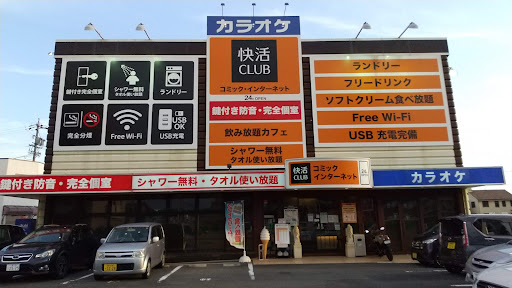 カラオケ
快活
CLUB
コミック・インターネット
24h OPEN
鍵付き防音・完全個室
飲み放題カフェ
シャワー無料
タオル使い放題
鍵付き完全個室
シャワー無料
タオル使い放題
ランドリー
完全分煙
Free Wi-Fi
USB
OK
USB充電
ランドリー
フリードリンク
ソフトクリーム食べ放題
Free Wi-Fi
USB 充電完備
鍵付き防音・完全個室
シャワー無料・タオル使い放題
快活
CLUB
コミック
インターネット
カラオケ